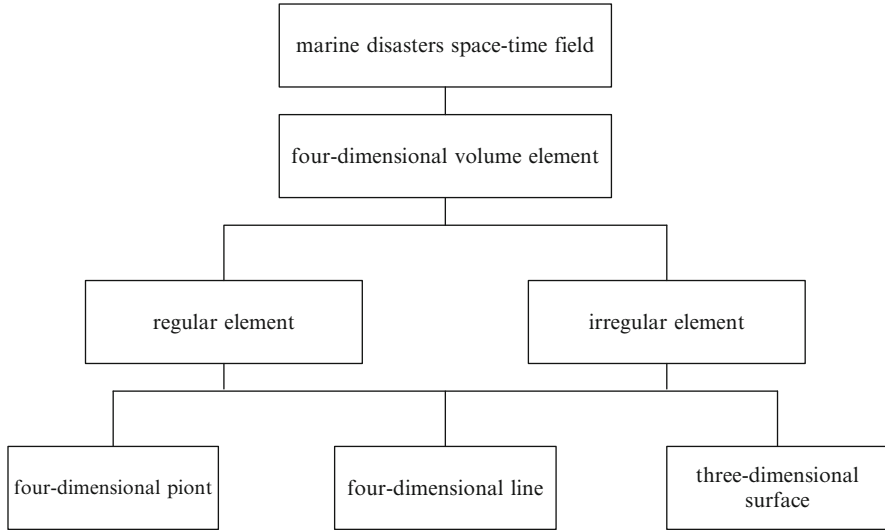 marine disasters space-time field
four-dimensional volume element
regular element
irregular element
four-dimensional piont
four-dimensional line
three-dimensional
surface